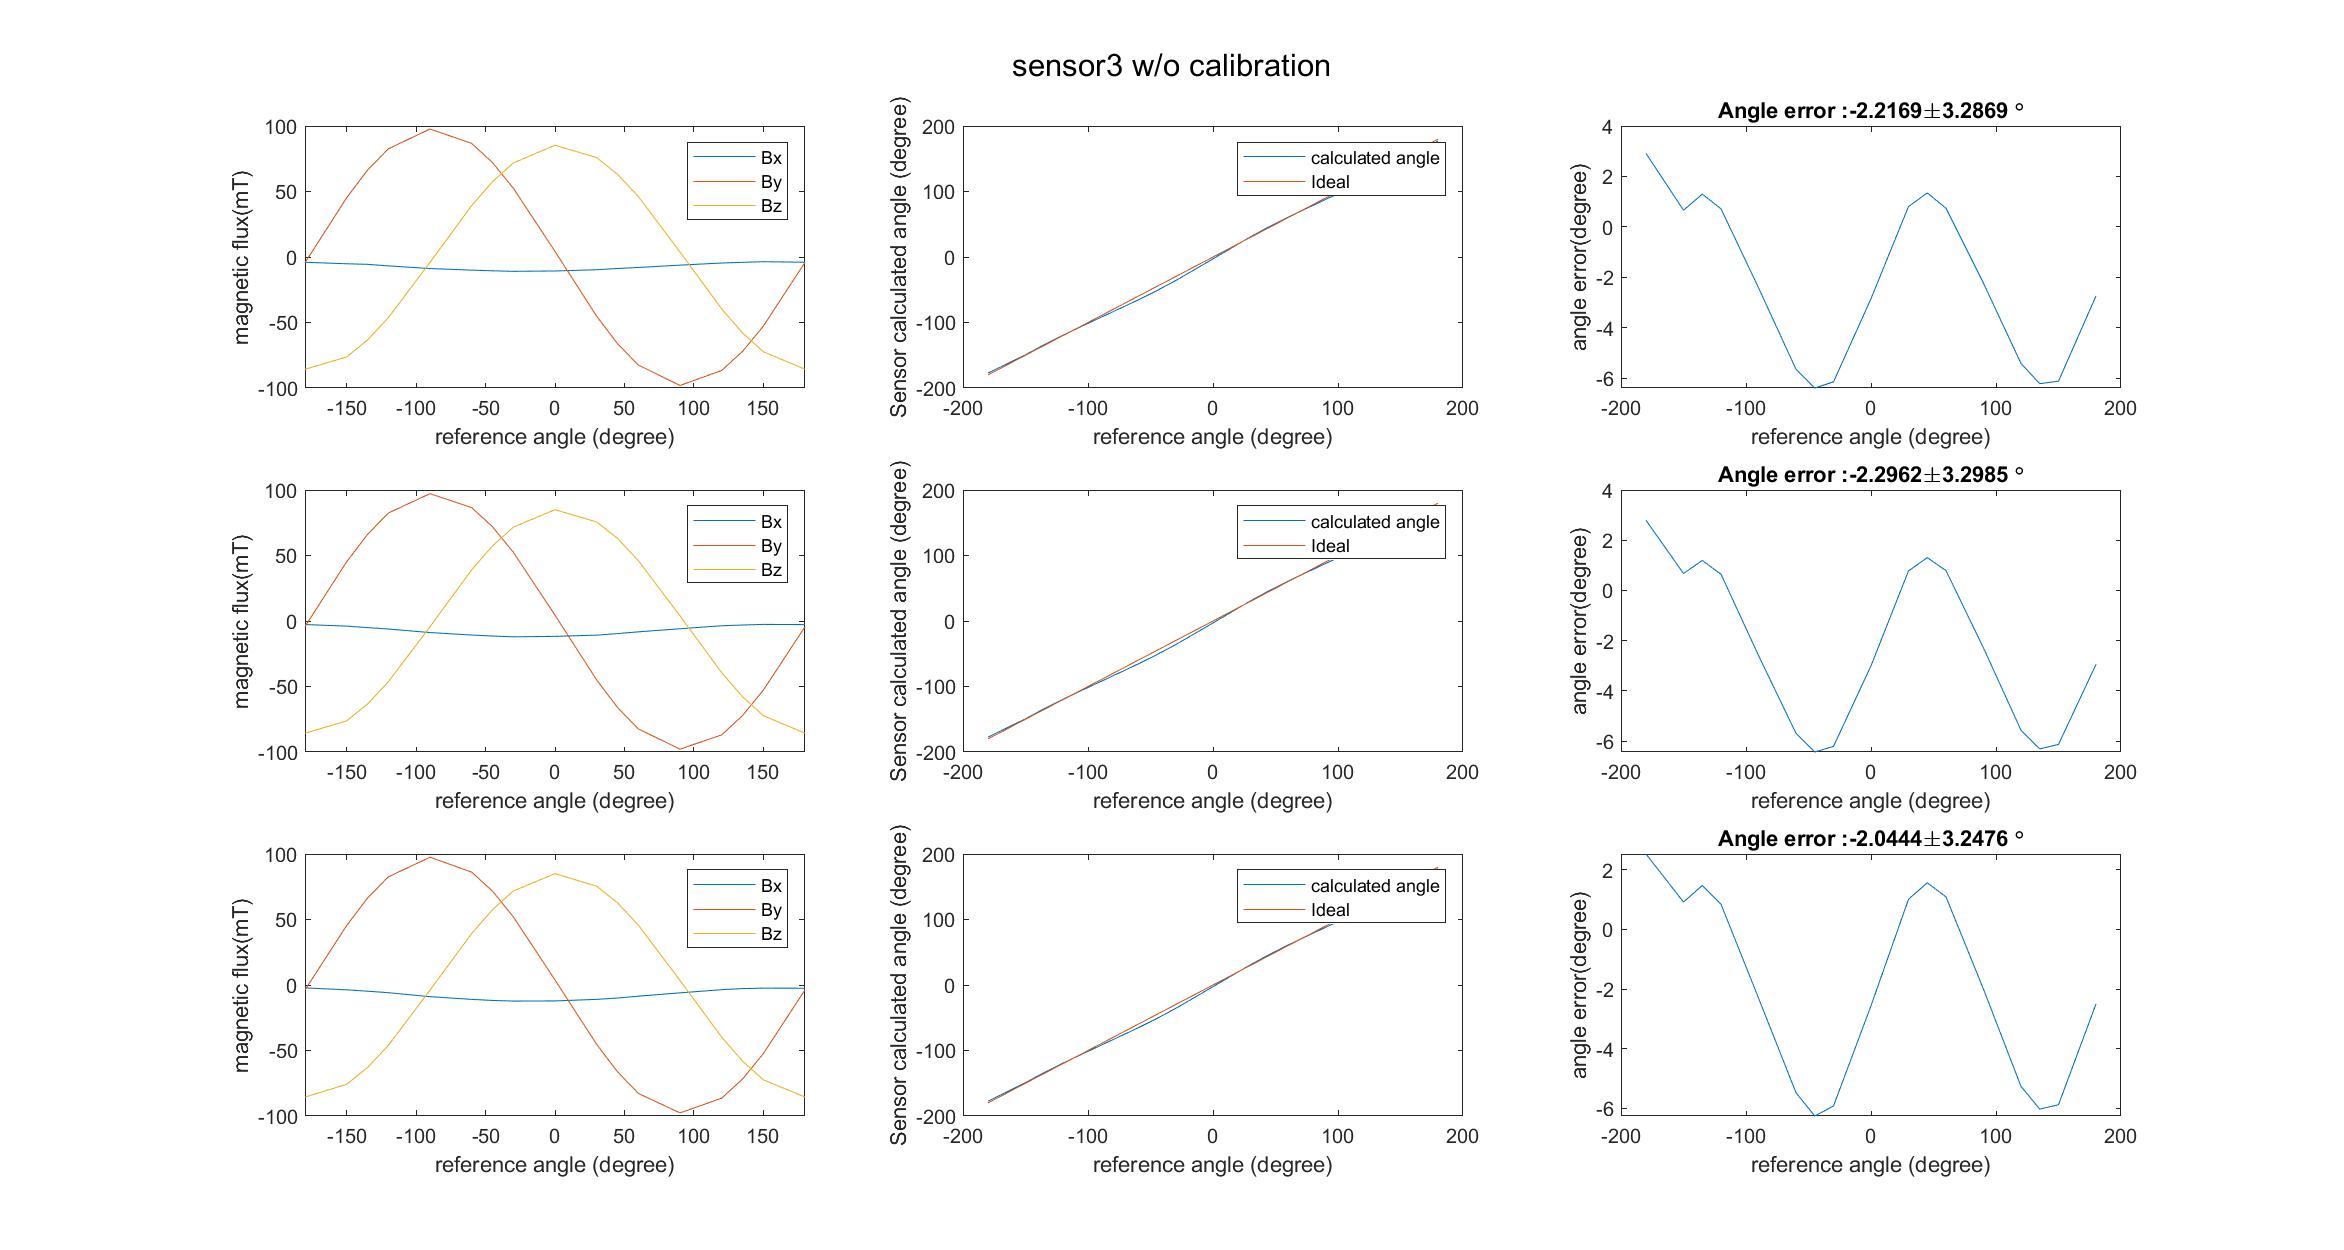 sensor3 w/o calibration
100
50
0
-50
-100
-150 -100 -50 0 50 100 150
magnetic flux(mT)
reference angle (degree)
Bx
By
Bz
200
100
0
-100
-200
-200 -100 0 100 200
Sensor calculated angle (degree)
reference angle (degree)
calculated angle
Ideal
Angle error :-2.2169±3.2869 °
4
2
0
-2
-4
-6
-200 -100 0 100 200
angle error(degree)
reference angle (degree)
100
50
0
-50
-100
-150 -100 -50 0 50 100 150
magnetic flux(mT)
reference angle (degree)
Bx
By
Bz
200
100
0
-100
-200
-200 -100 0 100 200
Sensor calculated angle (degree)
reference angle (degree)
calculated angle
Ideal
Angle error :-2.2962±3.2985 °
4
2
0
-2
-4
-6
-200 -100 0 100 200
angle error(degree)
reference angle (degree)
100
50
0
-50
-100
-150 -100 -50 0 50 100 150
magnetic flux(mT)
reference angle (degree)
Bx
By
Bz
200
100
0
-100
-200
-200 -100 0 100 200
Sensor calculated angle (degree)
reference angle (degree)
calculated angle
Ideal
Angle error :-2.0444±3.2476 °
2
0
-2
-4
-6
-200 -100 0 100 200
angle error(degree)
reference angle (degree)